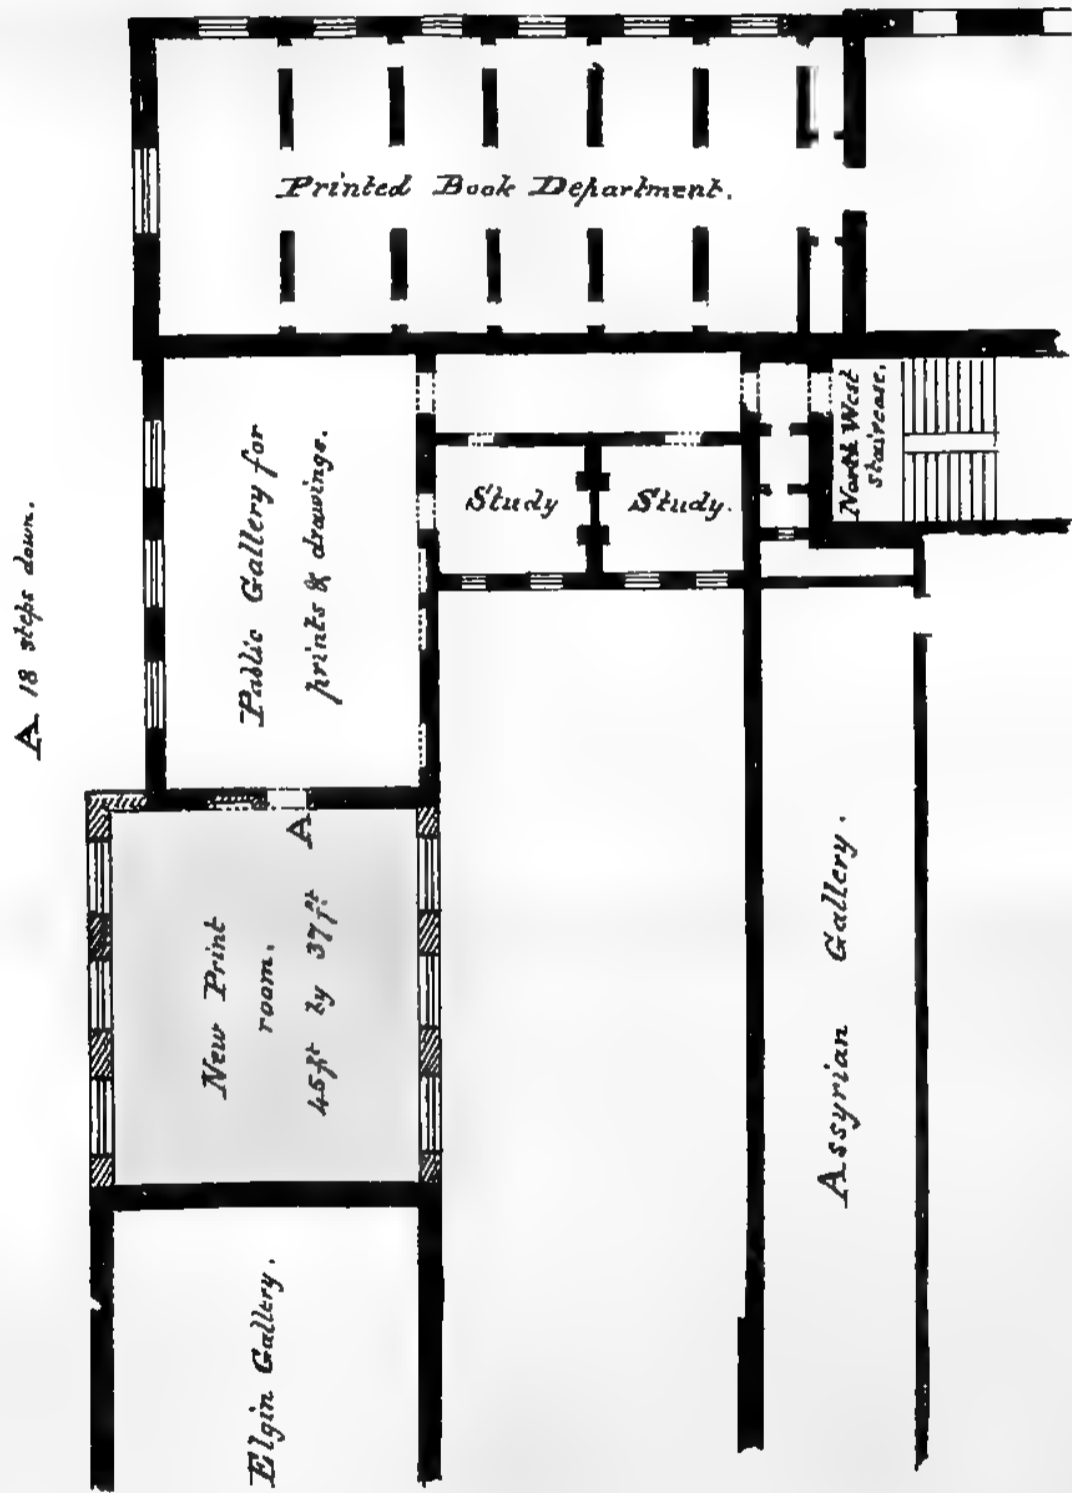 Printed Book Department.
North West
staircase.
Study
Study.
Public Gallery for
prints & drawings.
A 18 steps down.
A
New Print
room.
45ft by 37ft
Assyrian Gallery.
Elgin Gallery.